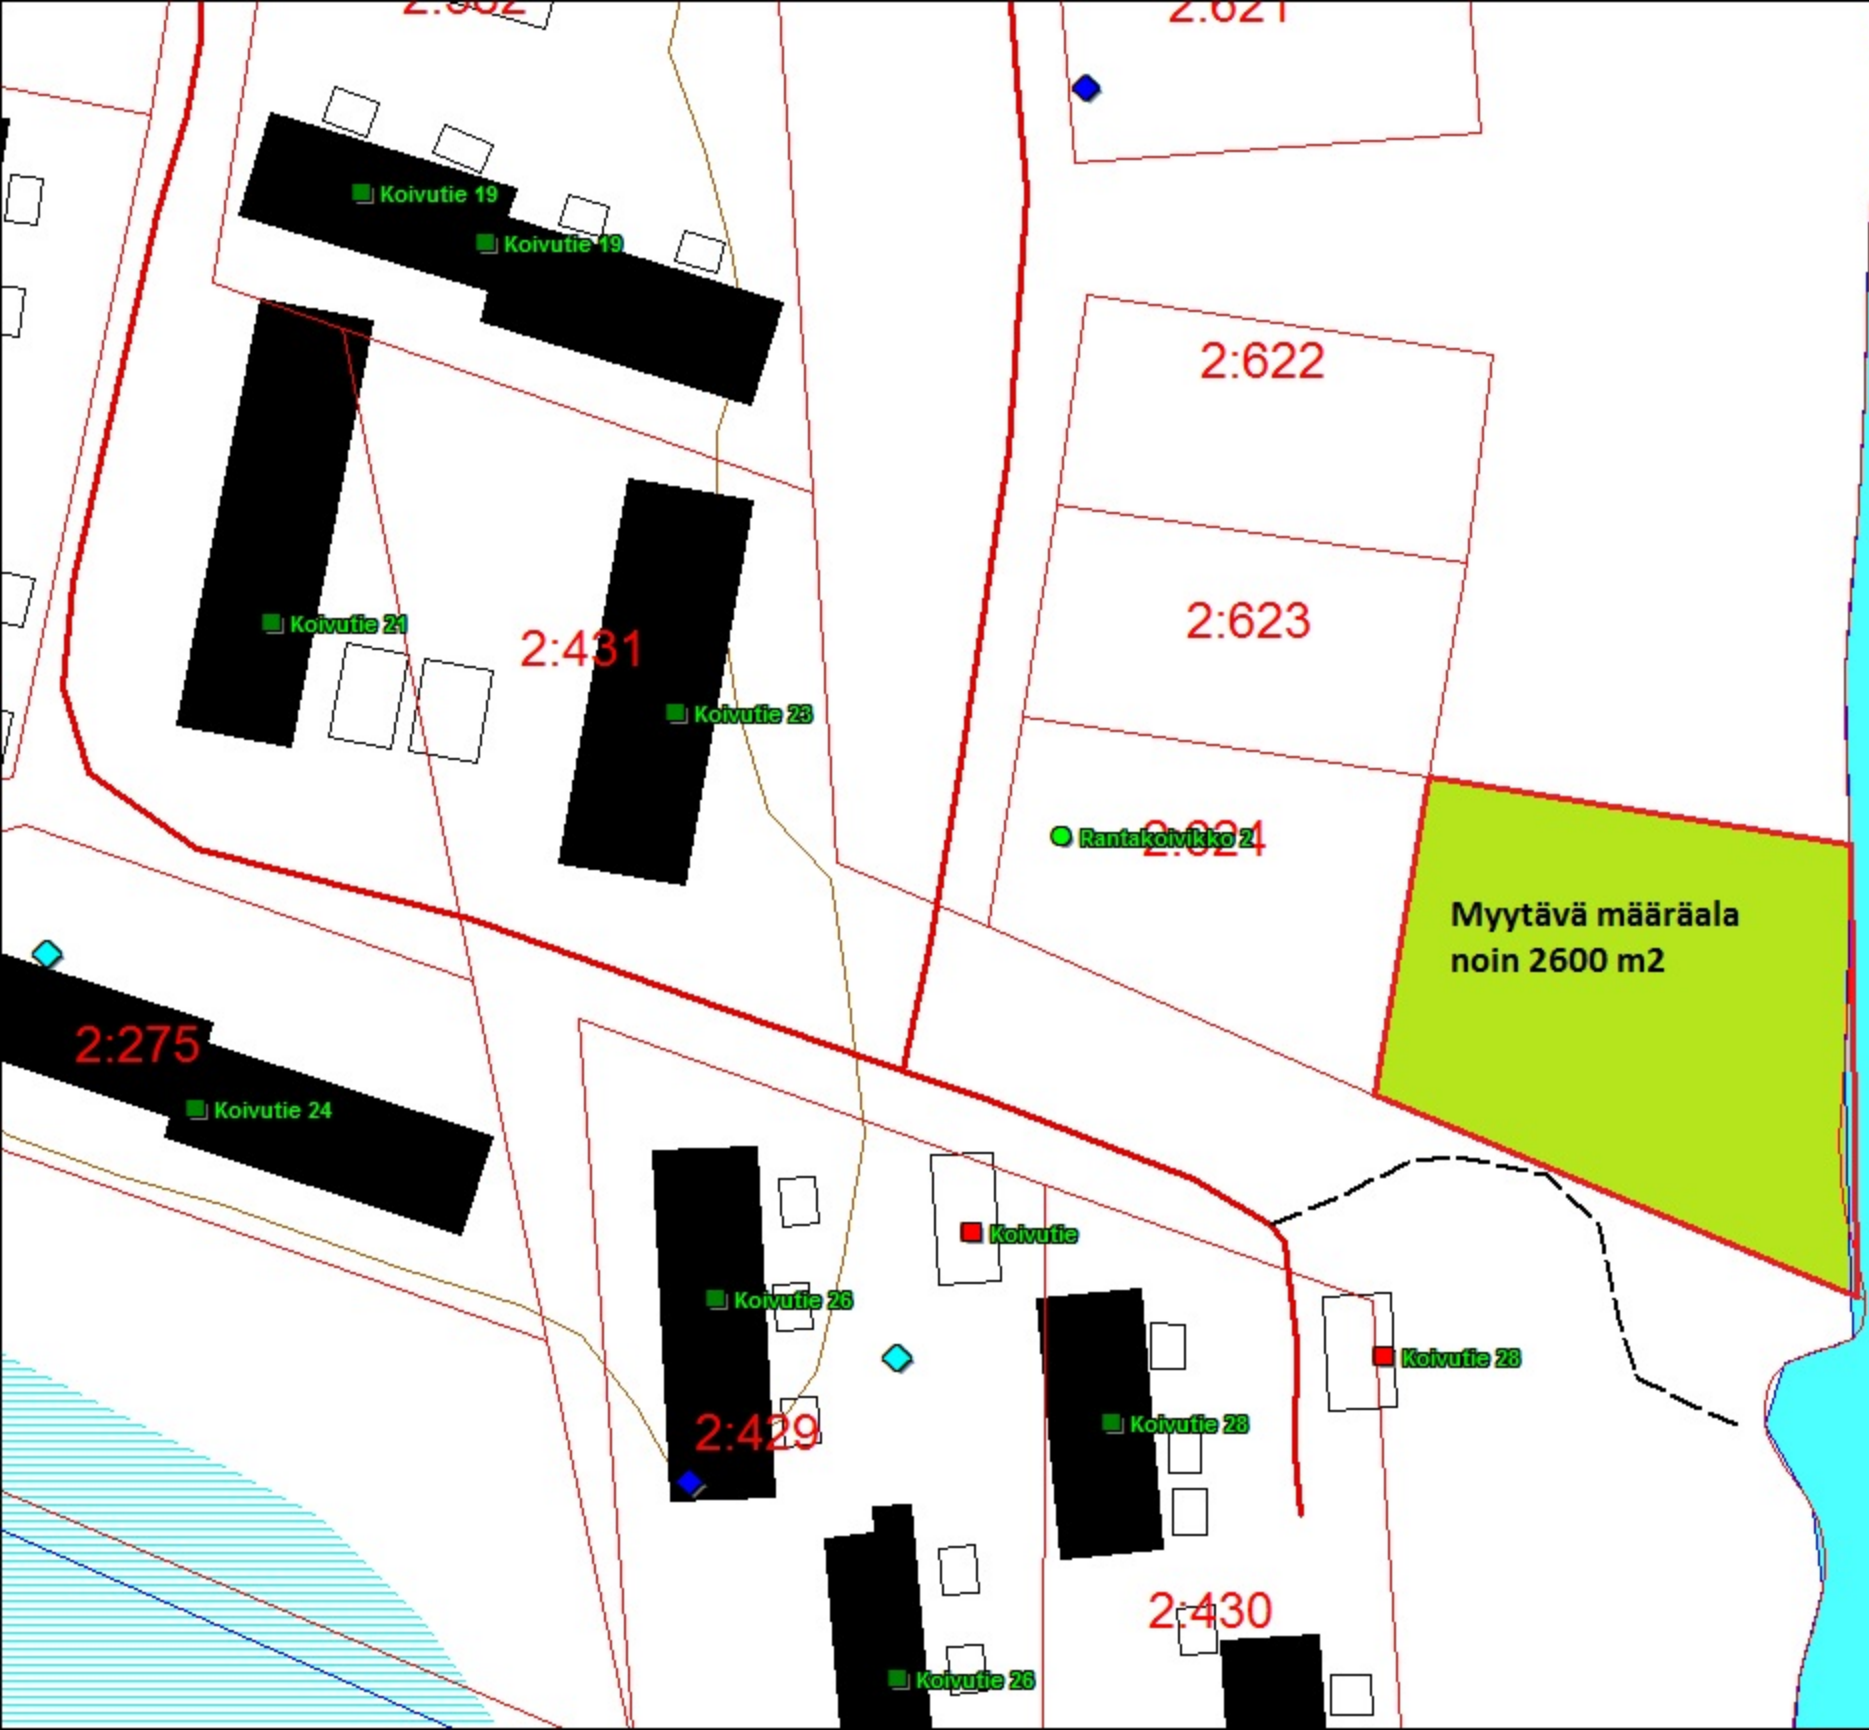 2:621
Koivutie 19
Koivutie 19
2:622
2:623
Koivutie 21
2:431
Koivutie 23
Rantakoivikko 2
2:624
Myytävä määräala
noin 2600 m2
2:275
Koivutie 24
Koivutie
Koivutie 26
Koivutie 28
Koivutie 28
2:429
2:430
Koivutie 26